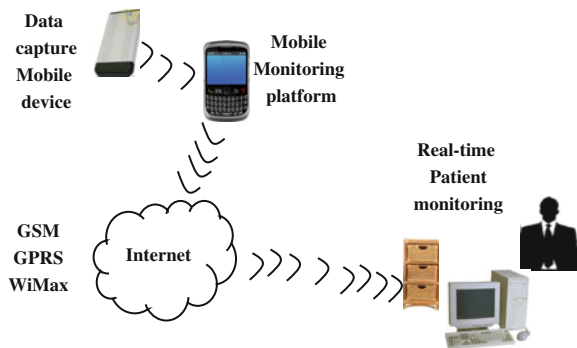 Data
capture
Mobile
device
Mobile
Monitoring
platform
Real-time
Patient
monitoring
GSM
GPRS
WiMax
Internet